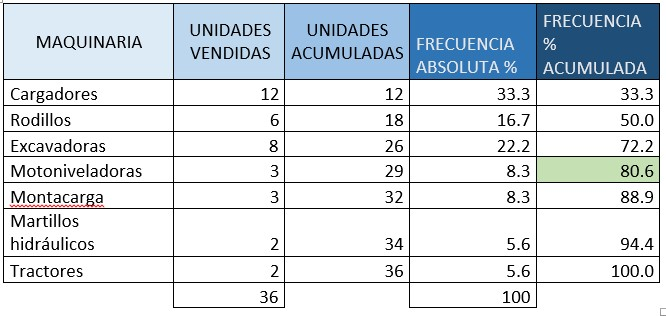 MAQUINARIA UNIDADES VENDIDAS UNIDADES ACUMULADAS FRECUENCIA ABSOLUTA % FRECUENCIA % ACUMULADA
Cargadores 12 12 33.3 33.3
Rodillos 6 18 16.7 50.0
Excavadoras 8 26 22.2 72.2
Motoniveladoras 3 29 8.3 80.6
Montacarga 3 32 8.3 88.9
Martillos
hidráulicos 2 34 5.6 94.4
Tractores 2 36 5.6 100.0
36 100